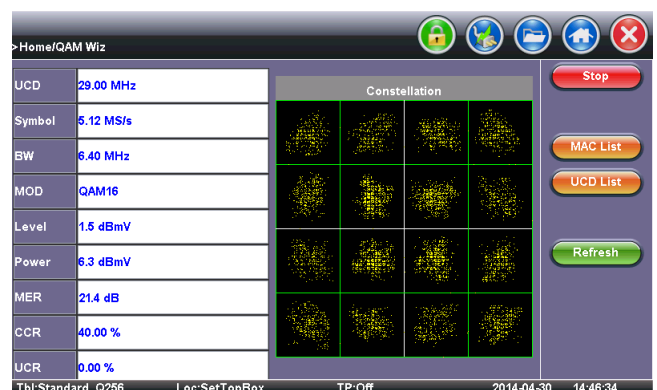 >Home/QAM Wiz
UCD 29.00 MHz
Symbol 5.12 MS/s
BW 6.40 MHz
MOD QAM16
Level 1.5 dBmV
Power 6.3 dBmV
MER 21.4 dB
CCR 40.00 %
UCR 0.00 %
Constellation
Stop
MAC List
UCD List
Refresh
Tbl:Standard_Q256 Loc:SetTopBox TP:Off 2014-04-30 14:46:34